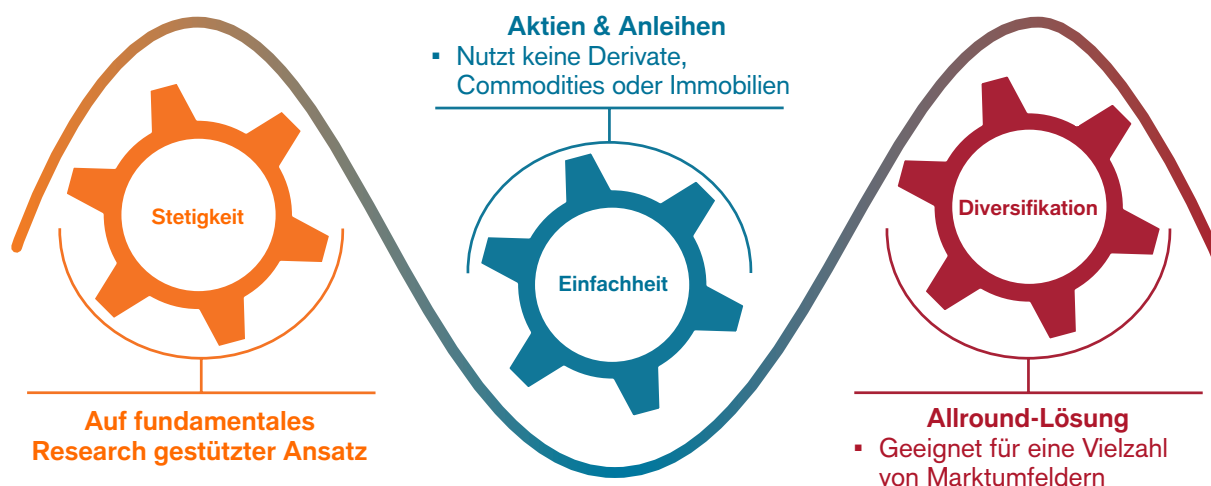 Stetigkeit
Auf fundamentales
Research gestützter Ansatz
Aktien & Anleihen
▪ Nutzt keine Derivate,
Commodities oder Immobilien
Einfachheit
Diversifikation
Allround-Lösung
▪ Geeignet für eine Vielzahl
von Marktumfeldern